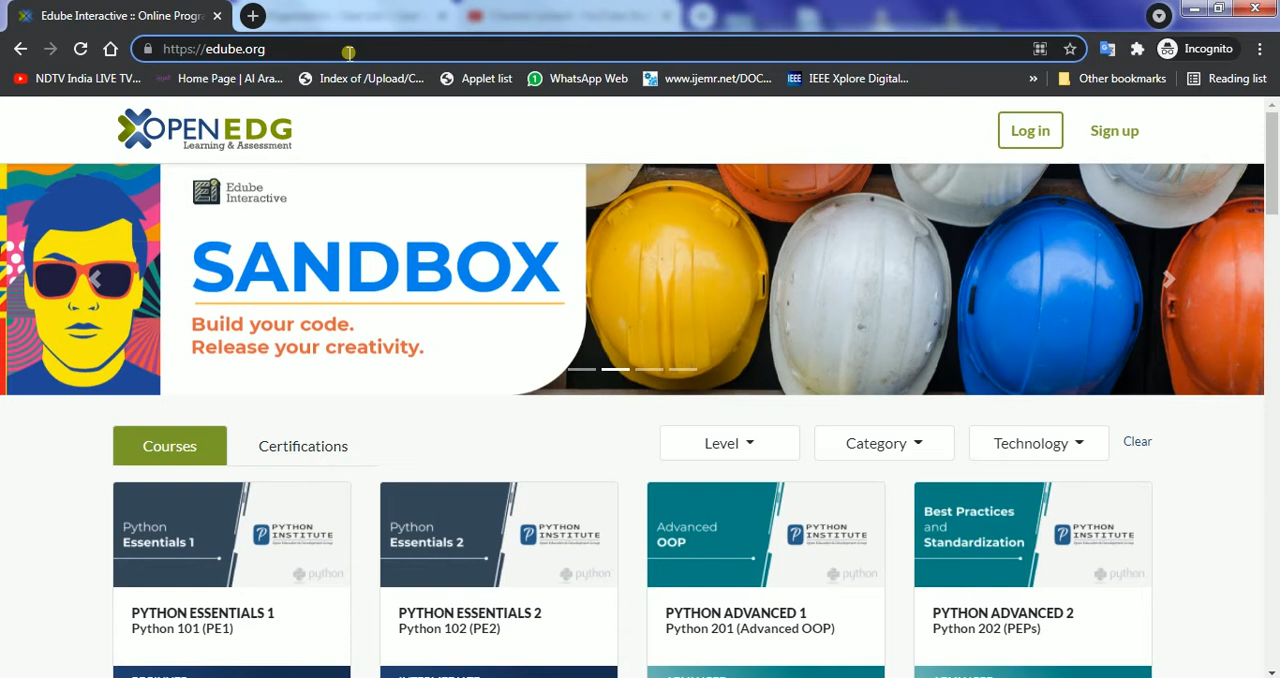 Edube Interactive :: Online Progra
https://edube.org
Incognito
NDTV India LIVE TV...
Home Page | AI Ara...
Index of /Upload/C...
Applet list
WhatsApp Web
www.ijemr.net/DOC...
IEEE
IEEE Xplore Digital...
»
Other bookmarks
Reading list
OPENEDG
Learning & Assessment
Log in
Sign up
Edube
Interactive
SANDBOX
Build your code.
Release your creativity.
Courses
Certifications
Level
Category
Technology
Clear
Python
Essentials 1
PYTHON
INSTITUTE
python
Python
Essentials 2
PYTHON
INSTITUTE
python
Advanced
OOP
PYTHON
INSTITUTE
python
Best Practices
and
Standardization
PYTHON
INSTITUTE
python
PYTHON ESSENTIALS 1
Python 101 (PE1)
PYTHON ESSENTIALS 2
Python 102 (PE2)
PYTHON ADVANCED 1
Python 201 (Advanced OOP)
PYTHON ADVANCED 2
Python 202 (PEPs)